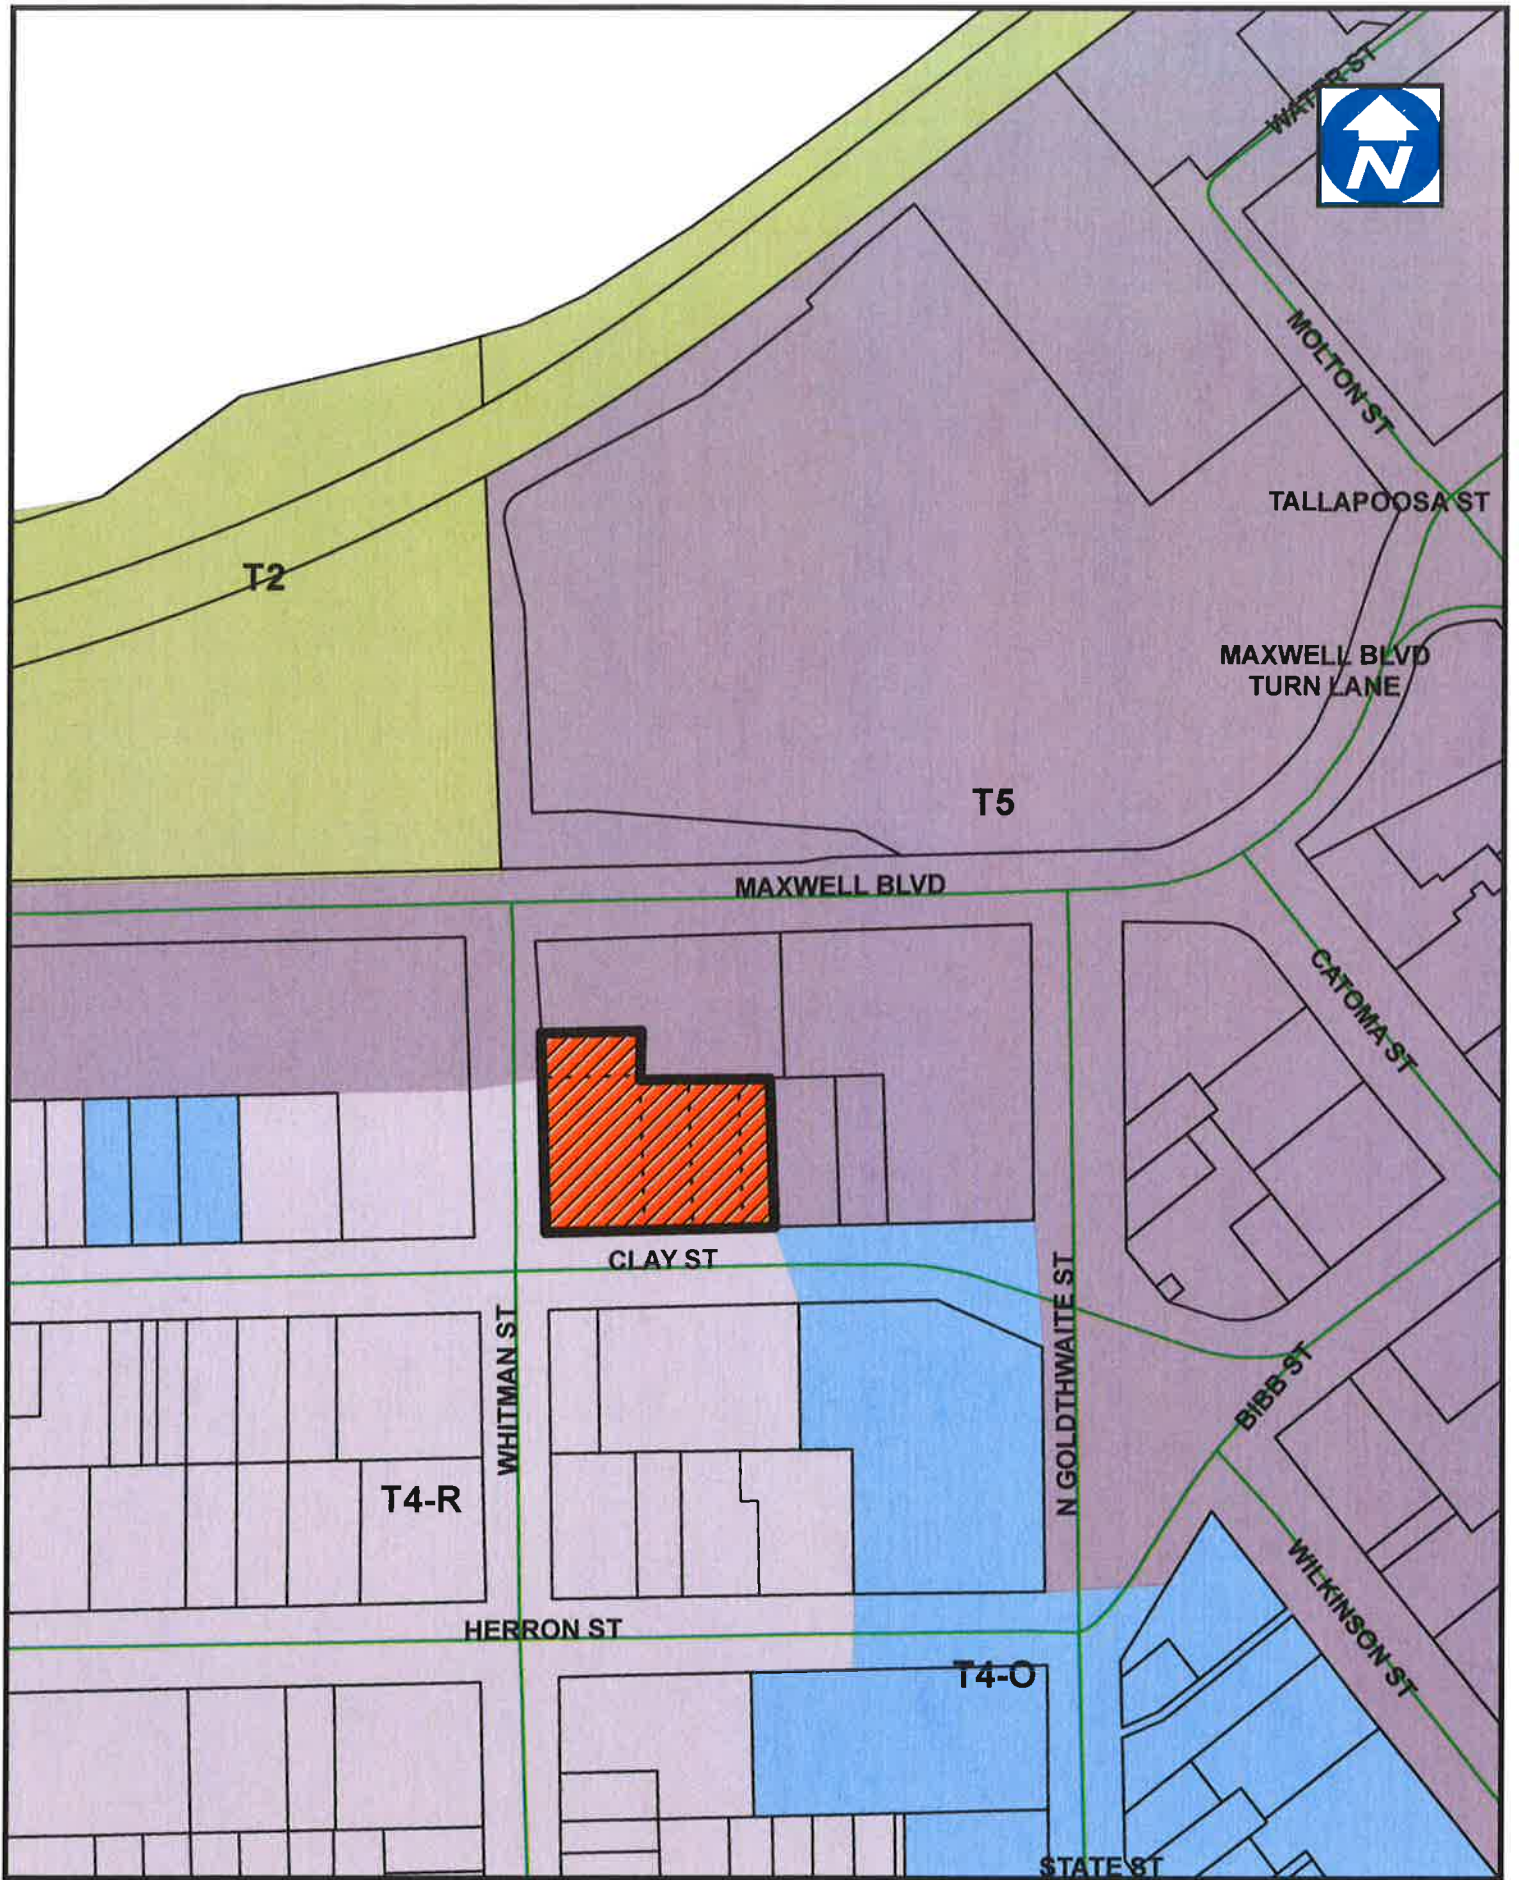 WATER ST
N
MOLTON ST
TALLAPOOSA ST
T2
MAXWELL BLVD
TURN LANE
T5
MAXWELL BLVD
CATOMA ST
CLAY ST
N GOLDTHWAITE ST
WHITMAN ST
BIBB ST
T4-R
WILKINSON ST
HERRON ST
T4-O
STATE ST